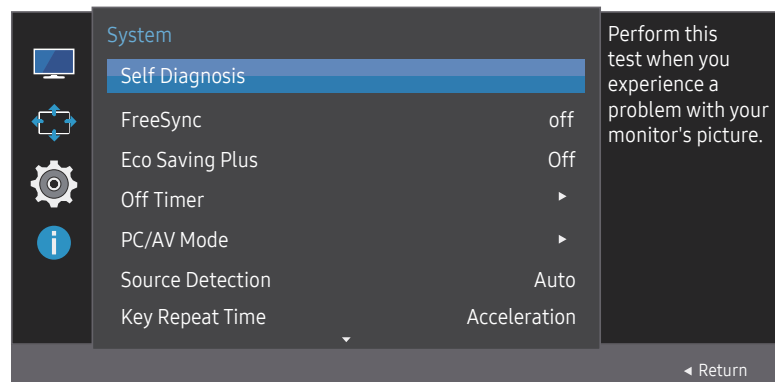 System
Self Diagnosis
FreeSync off
Eco Saving Plus Off
Off Timer ►
PC/AV Mode ►
Source Detection Auto
Key Repeat Time Acceleration
Perform this
test when you
experience a
problem with your
monitor's picture.
◄ Return